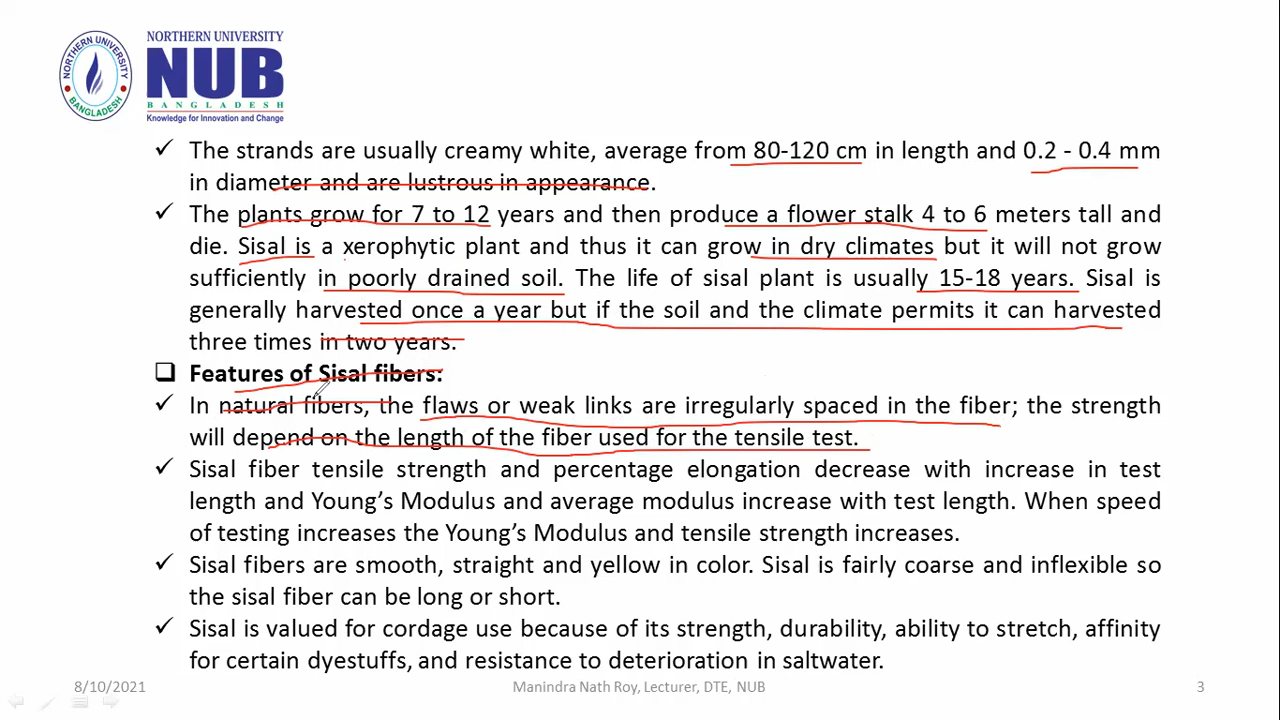 NORTHERN UNIVERSITY
BANGLADESH
NORTHERN UNIVERSITY
NUB
BANGLADESH
Knowledge for Innovation and Change
✓ The strands are usually creamy white, average from 80-120 cm in length and 0.2 - 0.4 mm
in diameter and are lustrous in appearance.
✓ The plants grow for 7 to 12 years and then produce a flower stalk 4 to 6 meters tall and
die. Sisal is a xerophytic plant and thus it can grow in dry climates but it will not grow
sufficiently in poorly drained soil. The life of sisal plant is usually 15-18 years. Sisal is
generally harvested once a year but if the soil and the climate permits it can harvested
three times in two years.
❑ Features of Sisal fibers:
✓ In natural fibers, the flaws or weak links are irregularly spaced in the fiber; the strength
will depend on the length of the fiber used for the tensile test.
✓ Sisal fiber tensile strength and percentage elongation decrease with increase in test
length and Young's Modulus and average modulus increase with test length. When speed
of testing increases the Young's Modulus and tensile strength increases.
✓ Sisal fibers are smooth, straight and yellow in color. Sisal is fairly coarse and inflexible so
the sisal fiber can be long or short.
✓ Sisal is valued for cordage use because of its strength, durability, ability to stretch, affinity
for certain dyestuffs, and resistance to deterioration in saltwater.
8/10/2021 Manindra Nath Roy, Lecturer, DTE, NUB 3